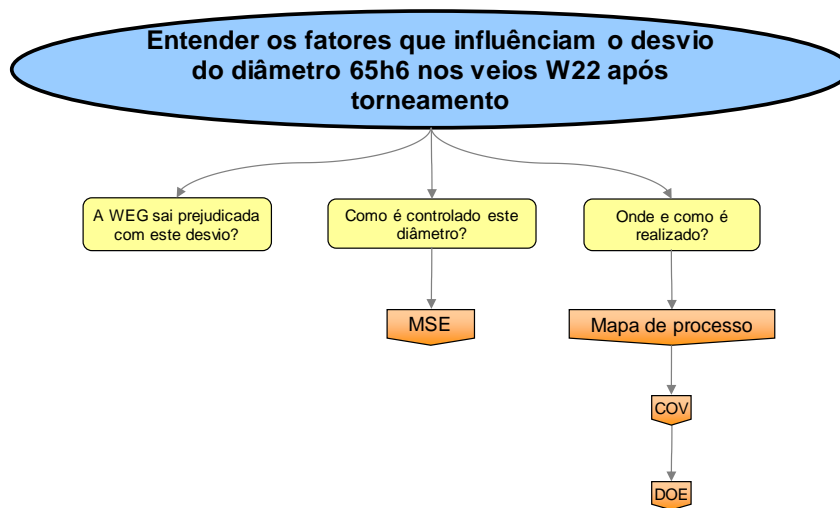 Entender os fatores que influênciam o desvio
do diâmetro 65h6 nos veios W22 após
torneamento
A WEG sai prejudicada
com este desvio?
Como é controlado este
diâmetro?
Onde e como é
realizado?
MSE
Mapa de processo
COV
DOE